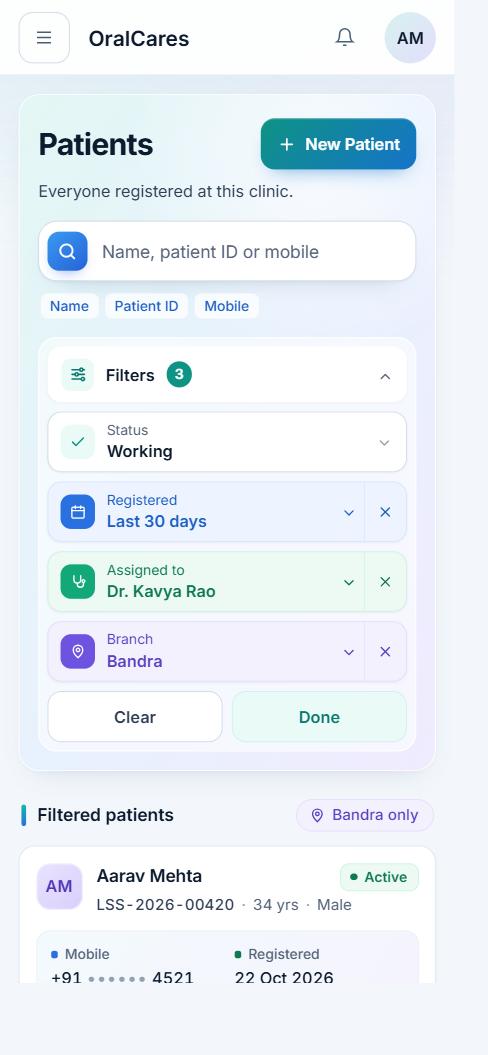 OralCares
AM
Patients
New Patient
Everyone registered at this clinic.
Name, patient ID or mobile
Name
Patient ID
Mobile
Filters
3
Status
Working
Registered
Last 30 days
Assigned to
Dr. Kavya Rao
Branch
Bandra
Clear
Done
Filtered patients
Bandra only
AM
Aarav Mehta
Active
LSS-2026-00420 · 34 yrs · Male
Mobile
Registered
+91 •••••• 4521
22 Oct 2026